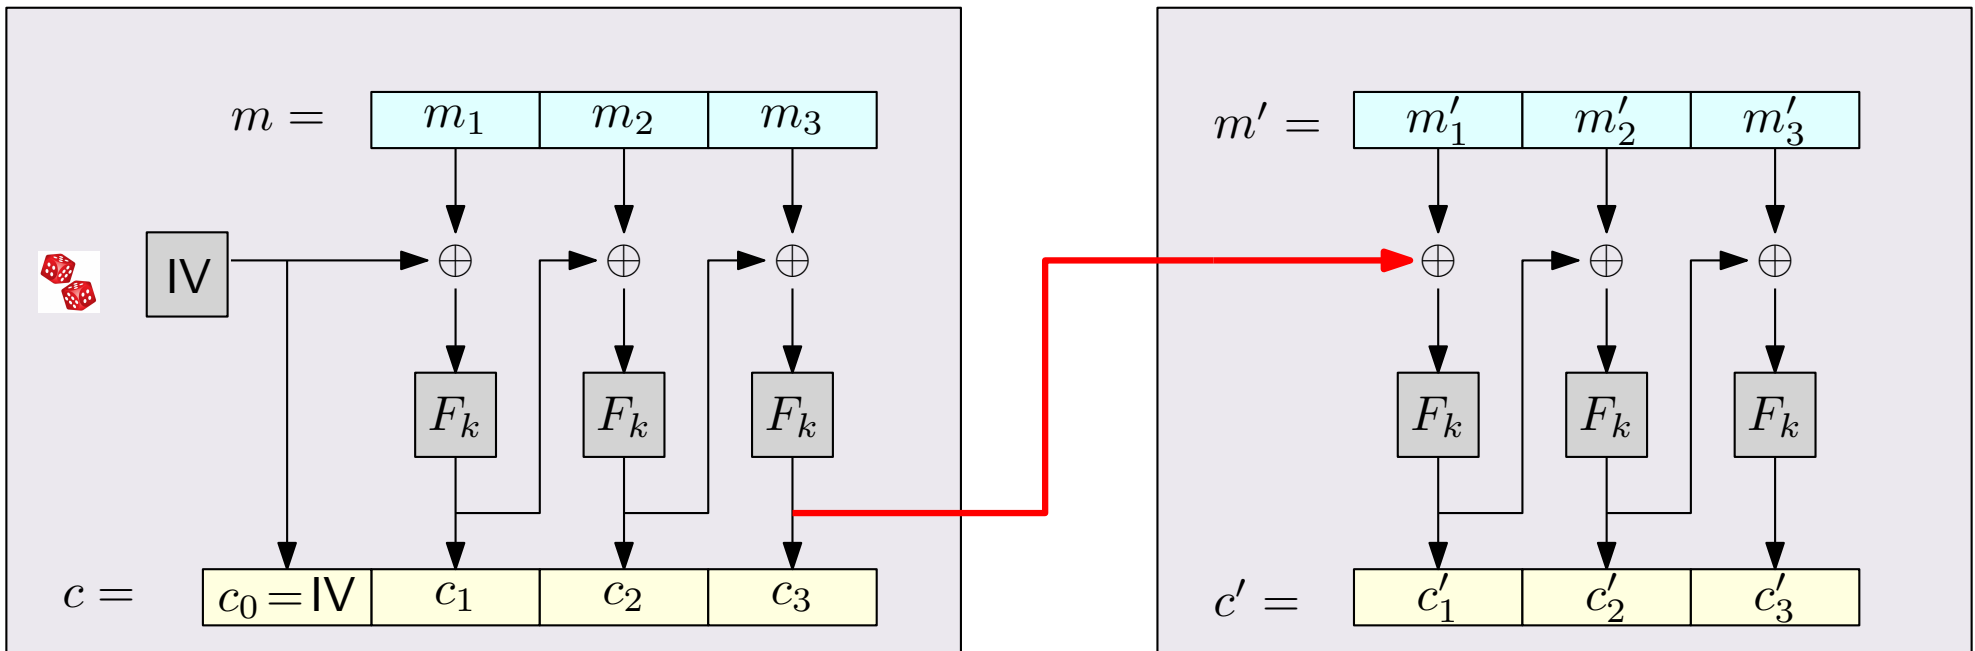 m = m₁ m₂ m₃
IV
Fₖ Fₖ Fₖ
c = c₀ = IV c₁ c₂ c₃
m′ = m′₁ m′₂ m′₃
Fₖ Fₖ Fₖ
c′ = c′₁ c′₂ c′₃